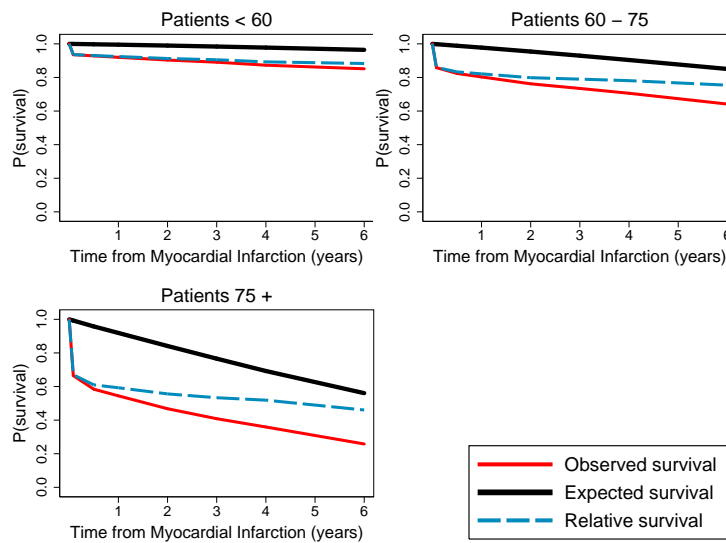 Patients < 60
P(survival)
0.0 0.2 0.4 0.6 0.8 1.0
1 2 3 4 5 6
Time from Myocardial Infarction (years)
Patients 60 – 75
P(survival)
0.0 0.2 0.4 0.6 0.8 1.0
1 2 3 4 5 6
Time from Myocardial Infarction (years)
Patients 75 +
P(survival)
0.0 0.2 0.4 0.6 0.8 1.0
1 2 3 4 5 6
Time from Myocardial Infarction (years)
Observed survival
Expected survival
Relative survival